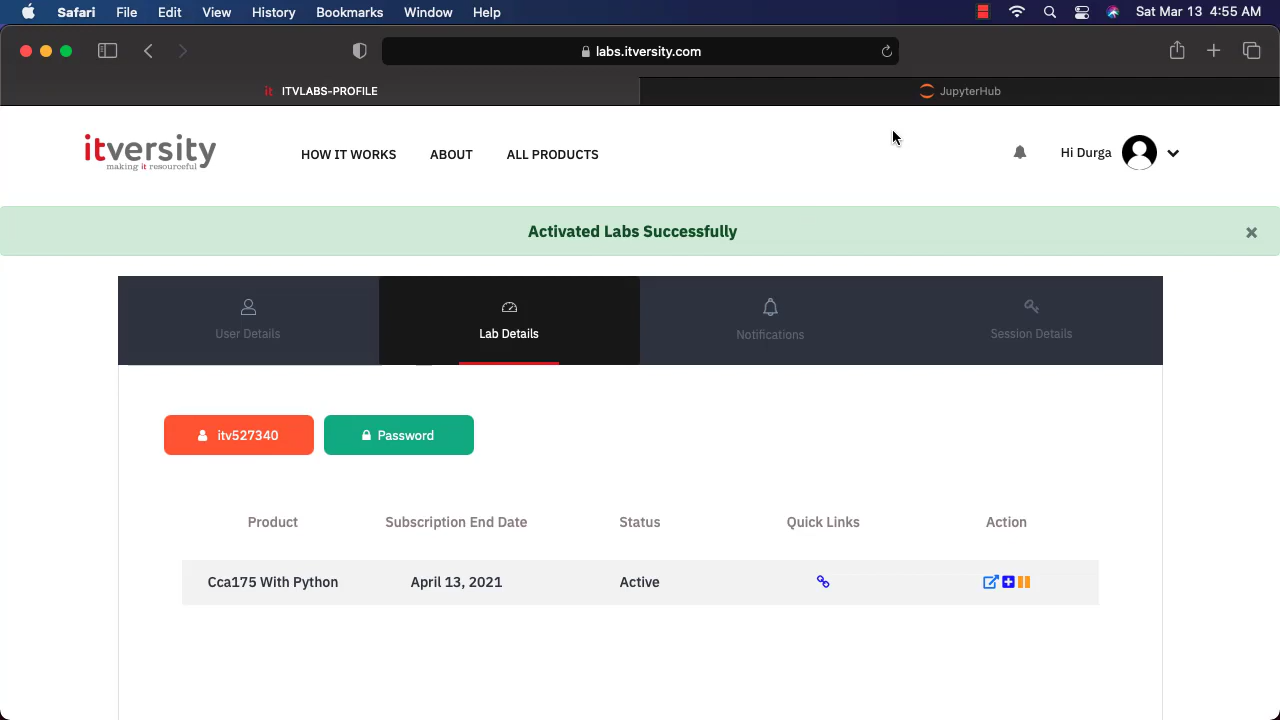 Safari File Edit View History Bookmarks Window Help Sat Mar 13 4:55 AM
labs.itversity.com
it ITVLABS-PROFILE JupyterHub
itversity
making it resourceful
HOW IT WORKS ABOUT ALL PRODUCTS Hi Durga
Activated Labs Successfully ×
User Details Lab Details Notifications Session Details
itv527340 Password
Product Subscription End Date Status Quick Links Action
Cca175 With Python April 13, 2021 Active